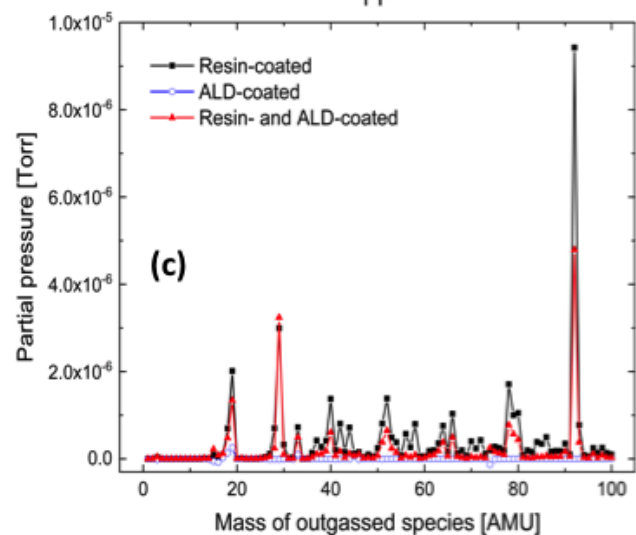 1.0x10-5
Resin-coated
ALD-coated
Resin- and ALD-coated
8.0x10-6
6.0x10-6
(c)
4.0x10-6
2.0x10-6
0.0
Partial pressure [Torr]
0 20 40 60 80 100
Mass of outgassed species [AMU]